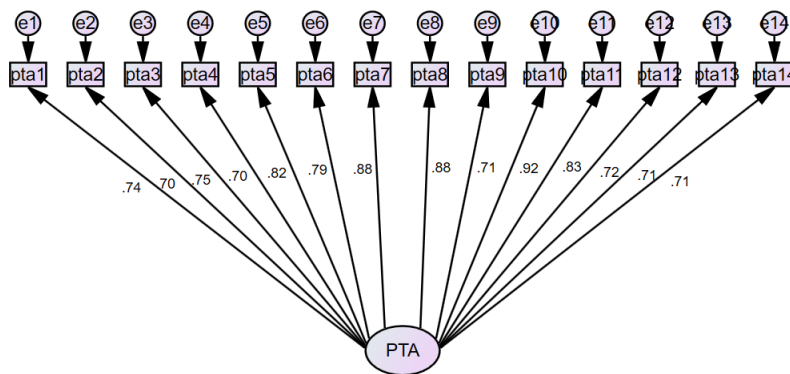 e1 e2 e3 e4 e5 e6 e7 e8 e9 e10 e11 e12 e13 e14
pta1 pta2 pta3 pta4 pta5 pta6 pta7 pta8 pta9 pta10 pta11 pta12 pta13 pta14
.74 .70 .75 .70 .82 .79 .88 .88 .71 .92 .83 .72 .71 .71
PTA